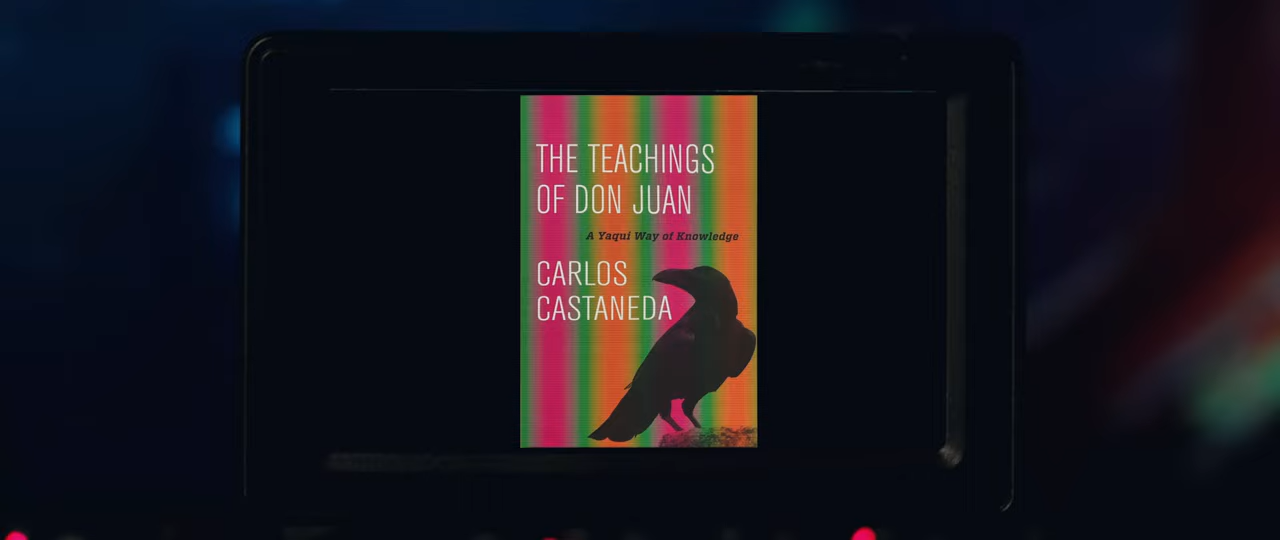 THE TEACHINGS
OF DON JUAN
A Yaqui Way of Knowledge
CARLOS
CASTANEDA